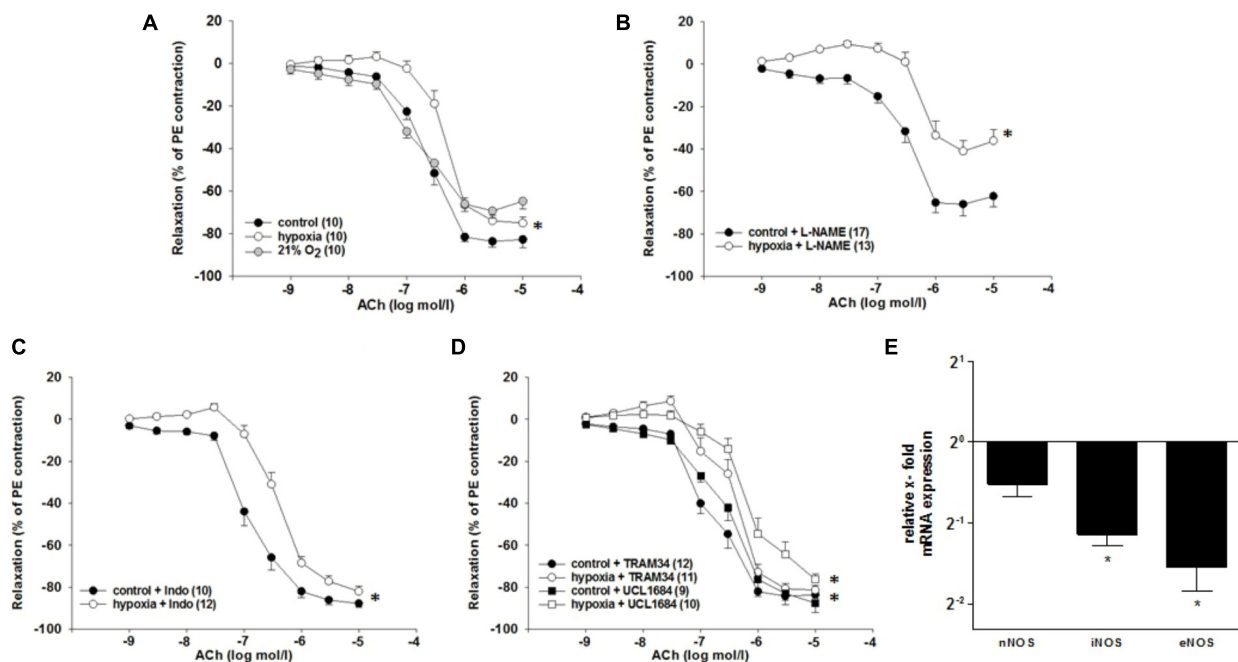 A
20
0
-20
-40
-60
-80
-100
Relaxation (% of PE contraction)
control (10)
hypoxia (10)
21% O2 (10)
*
-9 -8 -7 -6 -5 -4
ACh (log mol/l)
B
20
0
-20
-40
-60
-80
-100
Relaxation (% of PE contraction)
control + L-NAME (17)
hypoxia + L-NAME (13)
*
-9 -8 -7 -6 -5 -4
ACh (log mol/l)
C
20
0
-20
-40
-60
-80
-100
Relaxation (% of PE contraction)
control + Indo (10)
hypoxia + Indo (12)
*
-9 -8 -7 -6 -5 -4
ACh (log mol/l)
D
20
0
-20
-40
-60
-80
-100
Relaxation (% of PE contraction)
control + TRAM34 (12)
hypoxia + TRAM34 (11)
control + UCL1684 (9)
hypoxia + UCL1684 (10)
*
*
-9 -8 -7 -6 -5 -4
ACh (log mol/l)
E
2^1
2^0
2^-1
2^-2
relative x- fold
mRNA expression
*
*
nNOS iNOS eNOS